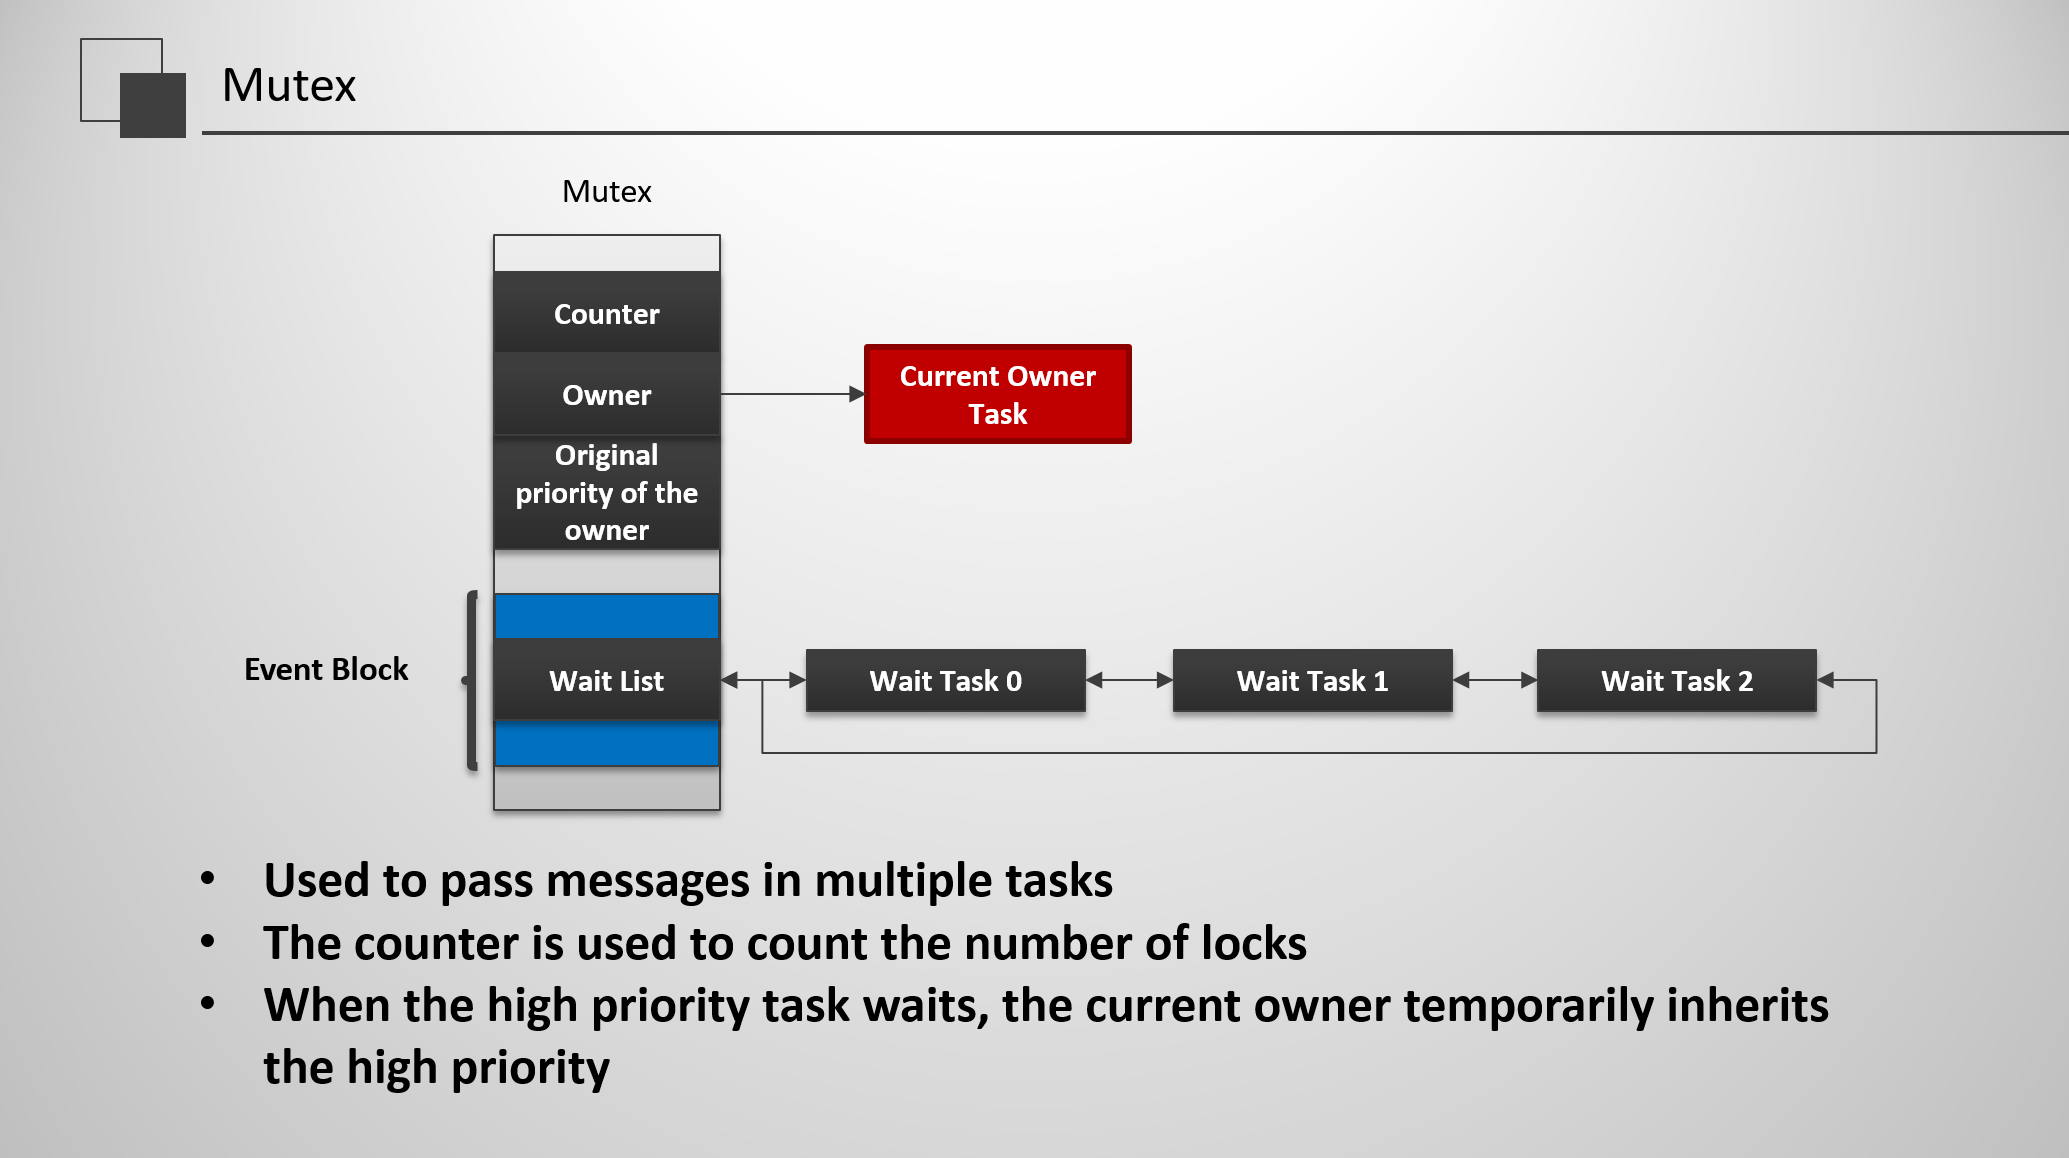 Mutex
Mutex
Counter
Owner
Current Owner
Task
Original
priority of the
owner
Event Block
Wait List
Wait Task 0
Wait Task 1
Wait Task 2
• Used to pass messages in multiple tasks
• The counter is used to count the number of locks
• When the high priority task waits, the current owner temporarily inherits
the high priority